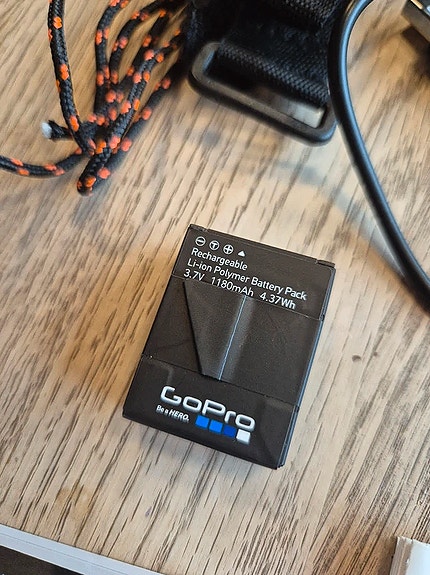 ⊖ Ⓣ ⊕ ▲
Rechargeable
Li-ion Polymer Battery Pack
3.7V 1180mAh 4.37Wh
GoPro
Be a HERO.